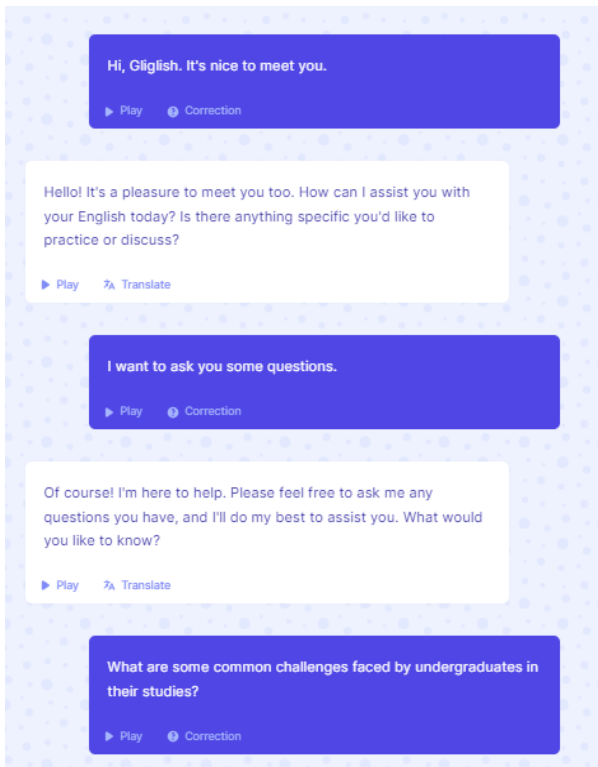 Hi, Gliglish. It's nice to meet you.
Play Correction
Hello! It's a pleasure to meet you too. How can I assist you with
your English today? Is there anything specific you'd like to
practice or discuss?
Play Translate
I want to ask you some questions.
Play Correction
Of course! I'm here to help. Please feel free to ask me any
questions you have, and I'll do my best to assist you. What would
you like to know?
Play Translate
What are some common challenges faced by undergraduates in
their studies?
Play Correction